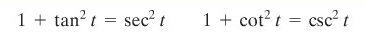 1 + tan² t = sec² t 1 + cot² t = csc² t